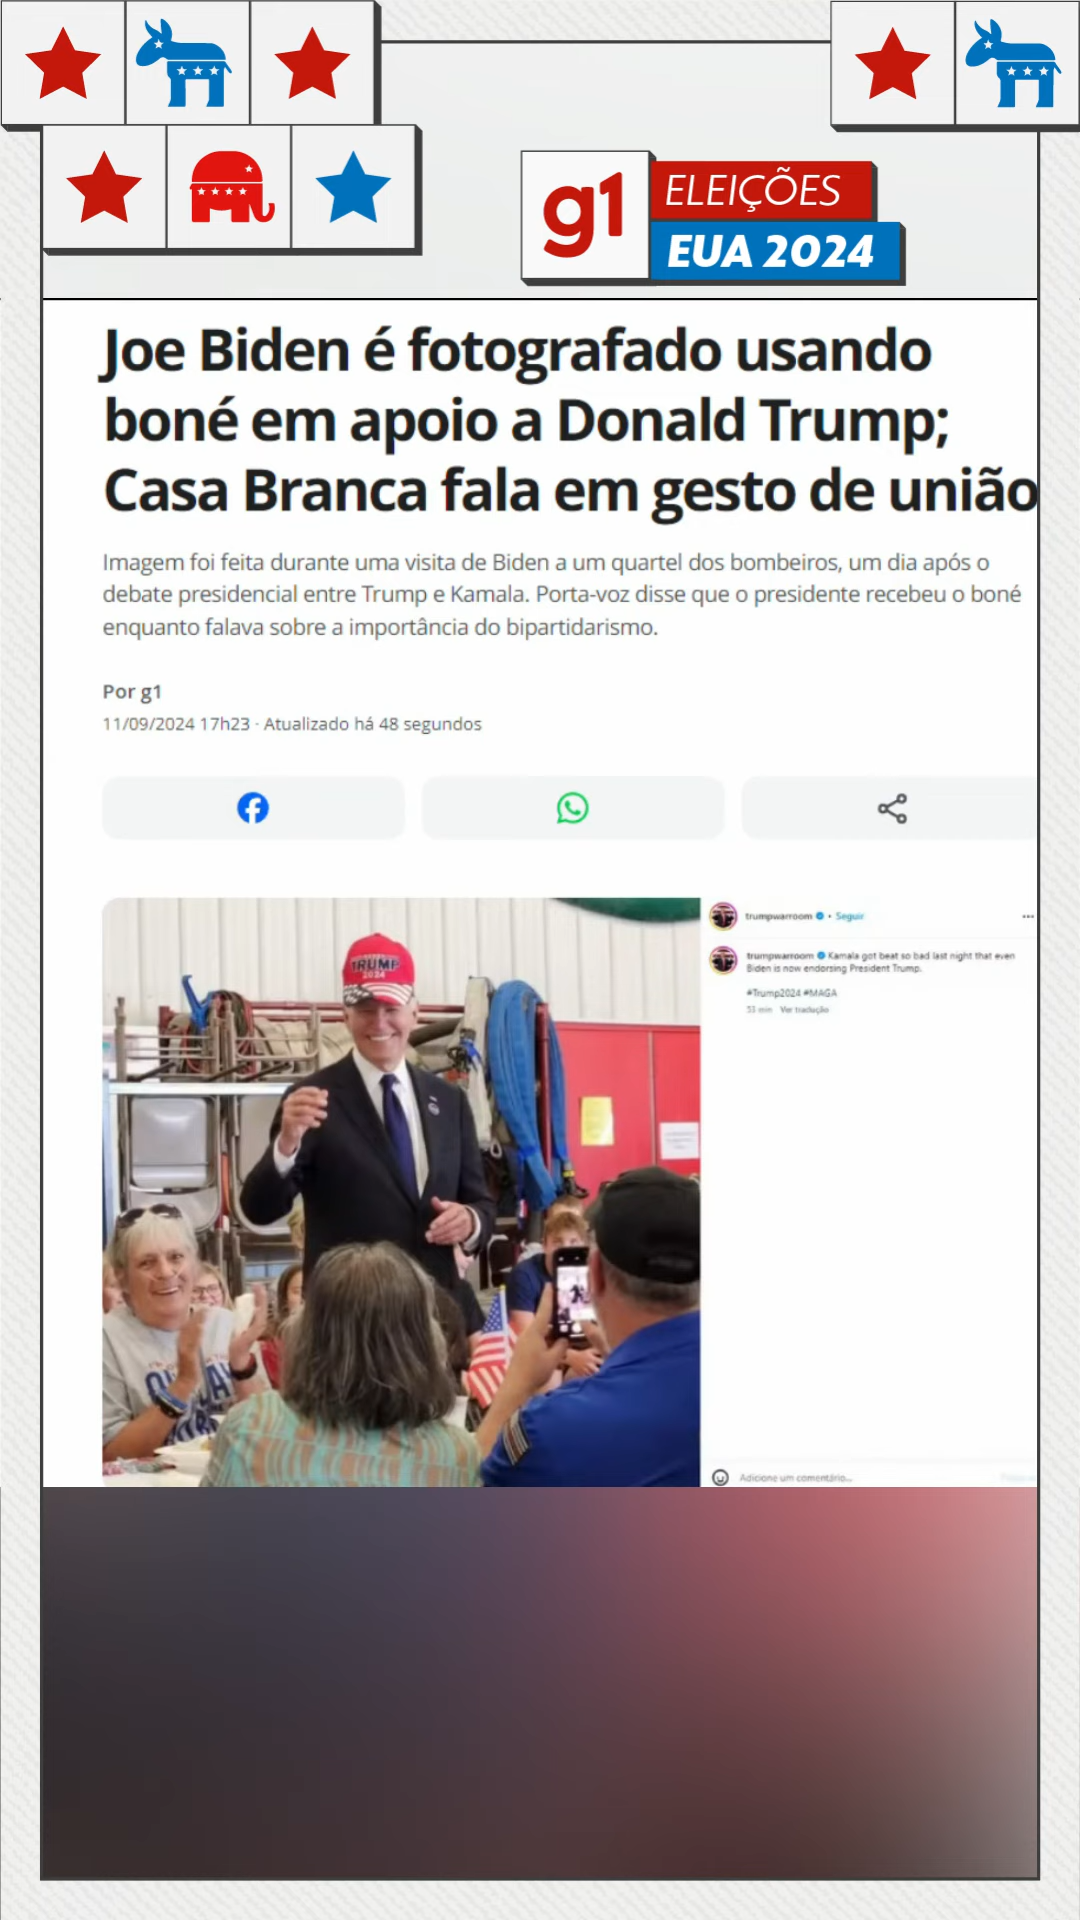 g1
ELEIÇÕES
EUA 2024
Joe Biden é fotografado usando
boné em apoio a Donald Trump;
Casa Branca fala em gesto de união
Imagem foi feita durante uma visita de Biden a um quartel dos bombeiros, um dia após o
debate presidencial entre Trump e Kamala. Porta-voz disse que o presidente recebeu o boné
enquanto falava sobre a importância do bipartidarismo.
Por g1
11/09/2024 17h23 · Atualizado há 48 segundos
trumpwarroom • Seguir
trumpwarroom Kamala got beat so bad last night that even
Biden is now endorsing President Trump.
#Trump2024 #MAGA
53 min Ver tradução
TRUMP
2024
Adicione um comentário...